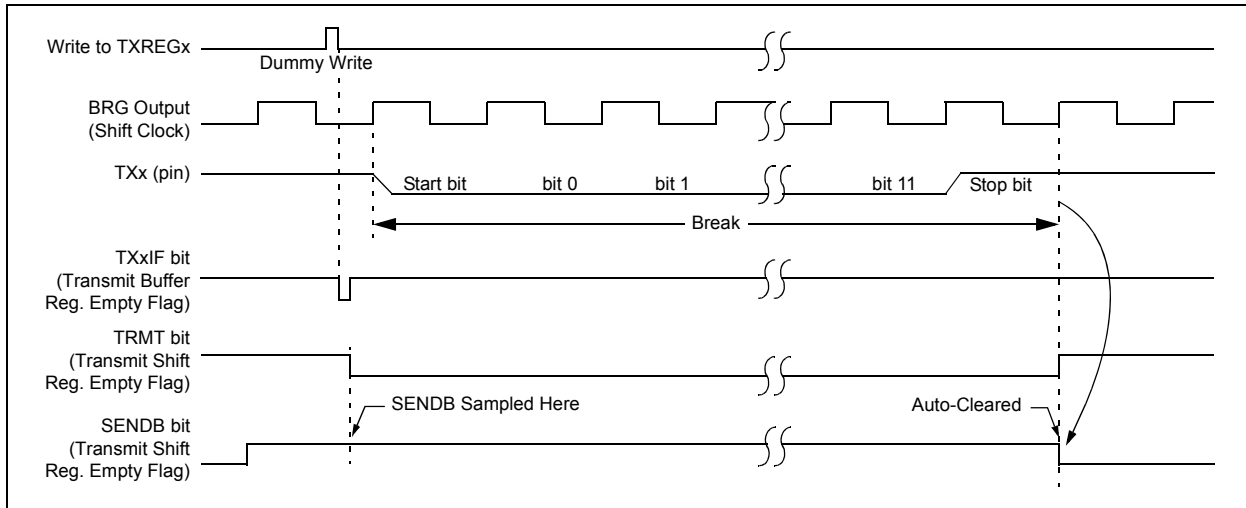 Write to TXREGx
Dummy Write
BRG Output
(Shift Clock)
TXx (pin)
Start bit
bit 0
bit 1
bit 11
Stop bit
Break
TXxIF bit
(Transmit Buffer
Reg. Empty Flag)
TRMT bit
(Transmit Shift
Reg. Empty Flag)
SENDB Sampled Here
Auto-Cleared
SENDB bit
(Transmit Shift
Reg. Empty Flag)